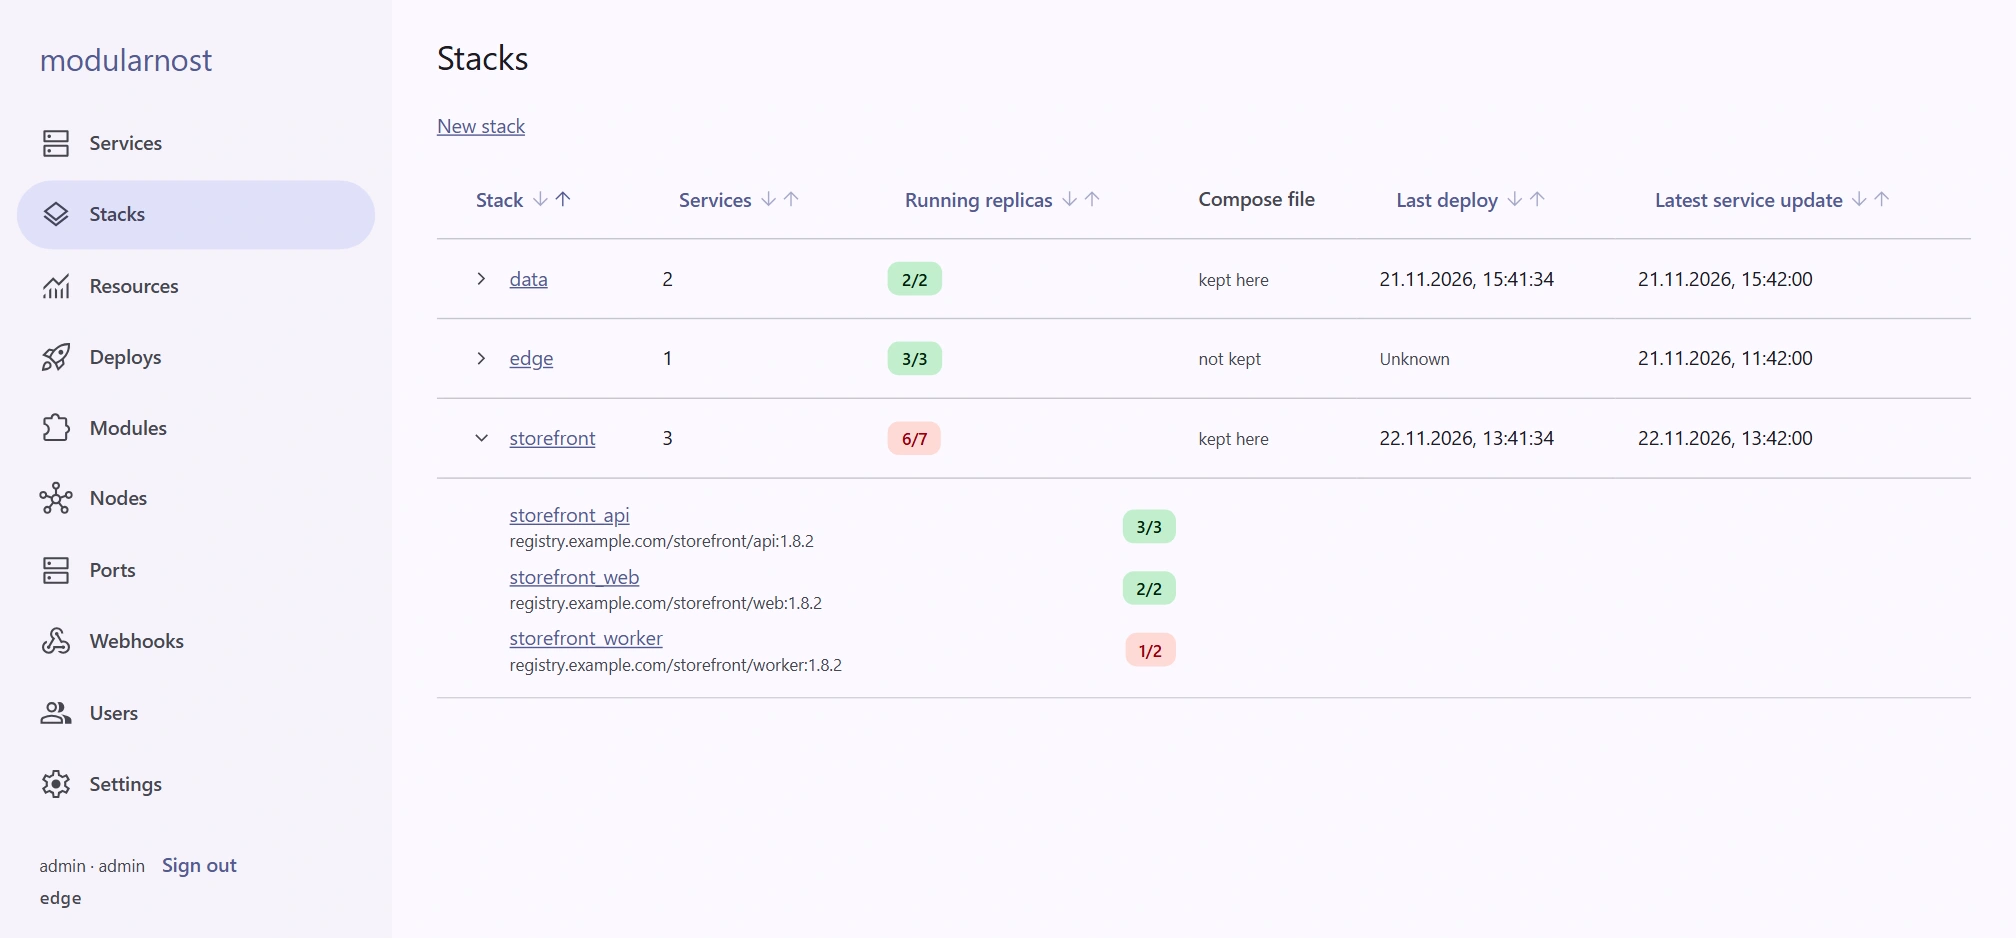 modularnost
Services
Stacks
Resources
Deploys
Modules
Nodes
Ports
Webhooks
Users
Settings
admin · admin Sign out
edge
Stacks
New stack
Stack Services Running replicas Compose file Last deploy Latest service update
data 2 2/2 kept here 21.11.2026, 15:41:34 21.11.2026, 15:42:00
edge 1 3/3 not kept Unknown 21.11.2026, 11:42:00
storefront 3 6/7 kept here 22.11.2026, 13:41:34 22.11.2026, 13:42:00
storefront_api 3/3
registry.example.com/storefront/api:1.8.2
storefront_web 2/2
registry.example.com/storefront/web:1.8.2
storefront_worker 1/2
registry.example.com/storefront/worker:1.8.2